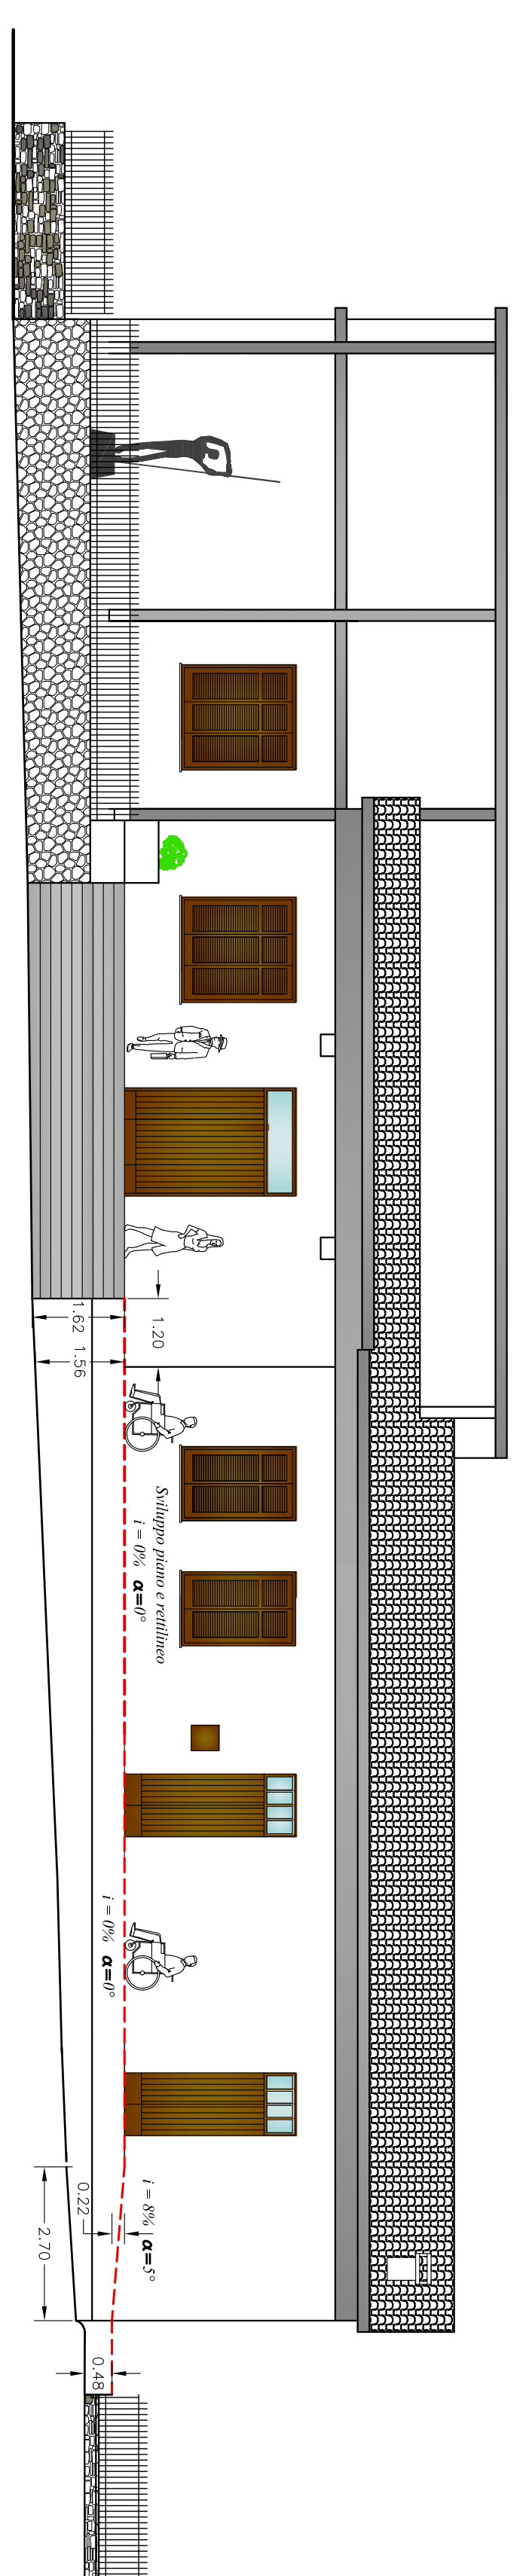 1.62
1.56
1.20
Sviluppo piano e rettilineo
i = 0% α=0°
i = 0% α=0°
i = 8% α=5°
0.22
2.70
0.48